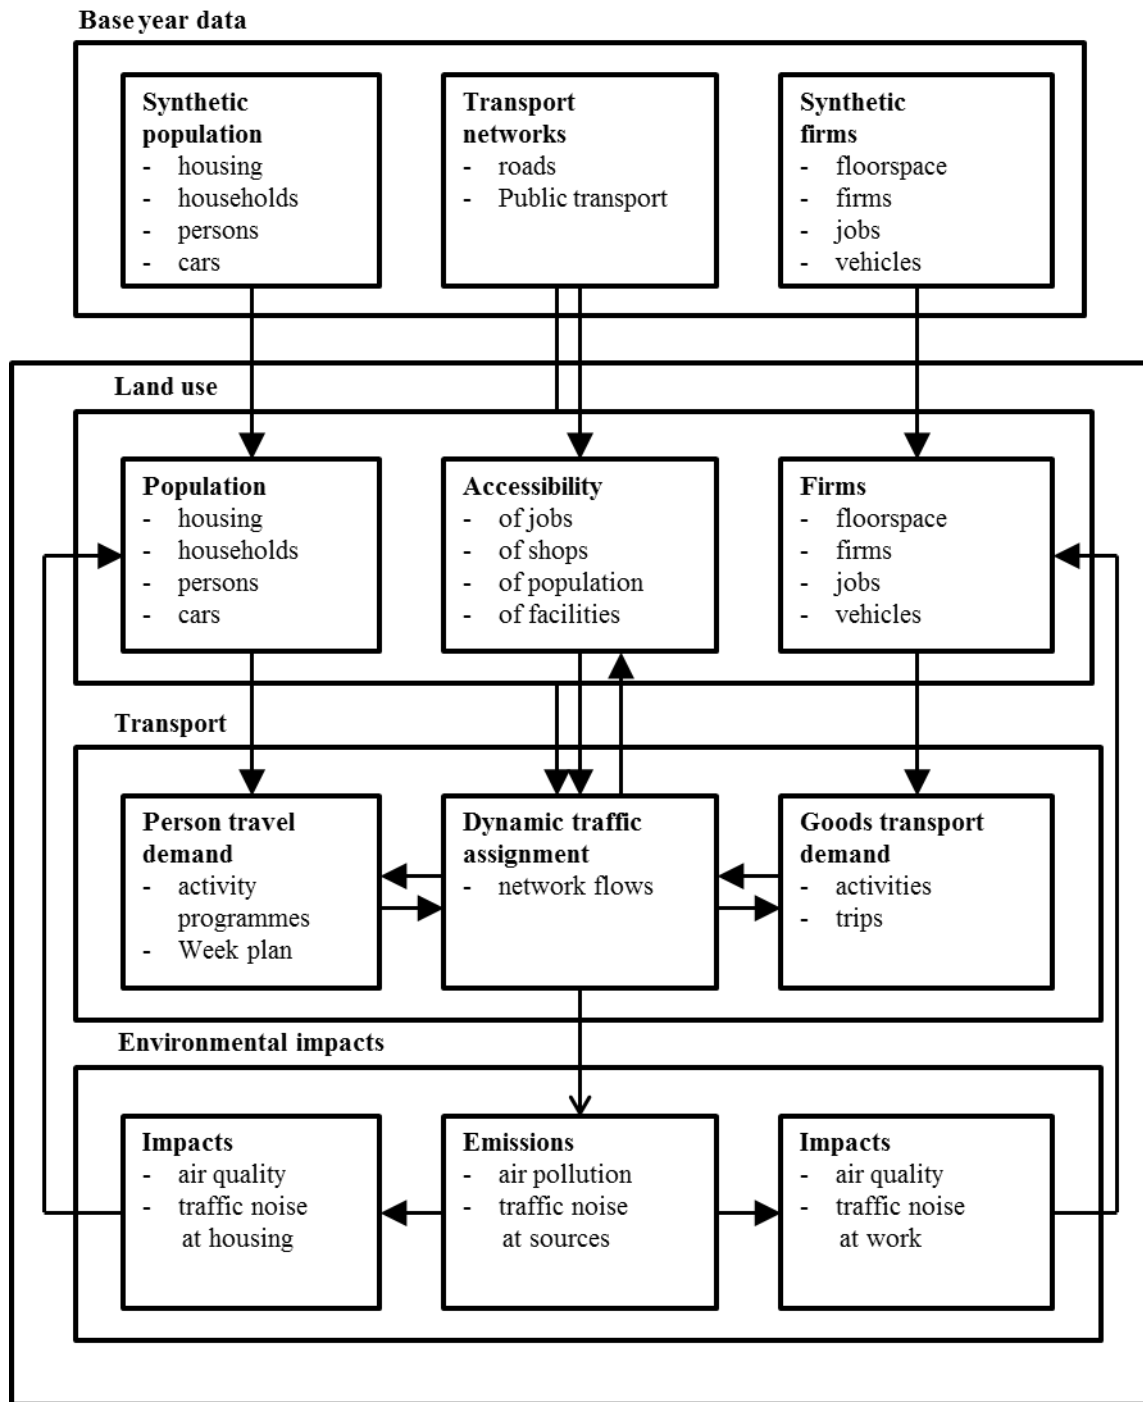 Base year data
Synthetic
population
- housing
- households
- persons
- cars
Transport
networks
- roads
- Public transport
Synthetic
firms
- floorspace
- firms
- jobs
- vehicles
Land use
Population
- housing
- households
- persons
- cars
Accessibility
- of jobs
- of shops
- of population
- of facilities
Firms
- floorspace
- firms
- jobs
- vehicles
Transport
Person travel
demand
- activity
programmes
- Week plan
Dynamic traffic
assignment
- network flows
Goods transport
demand
- activities
- trips
Environmental impacts
Impacts
- air quality
- traffic noise
at housing
Emissions
- air pollution
- traffic noise
at sources
Impacts
- air quality
- traffic noise
at work